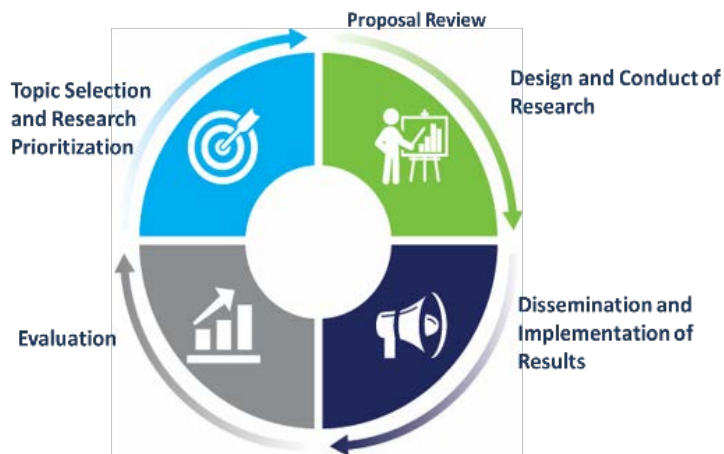 Proposal Review
Topic Selection
and Research
Prioritization
Design and Conduct of
Research
Evaluation
Dissemination and
Implementation of
Results